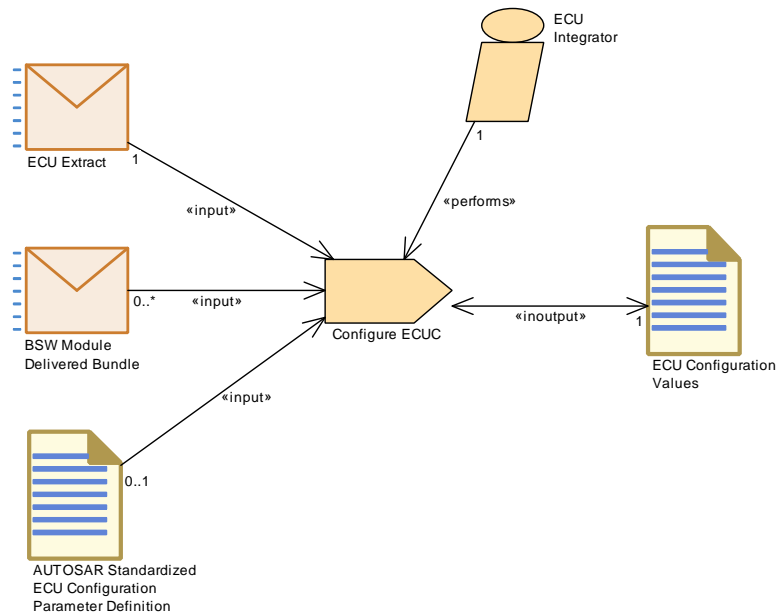 ECU
Integrator
1
1
ECU Extract
«input»
«performs»
0..*
«input»
BSW Module
Delivered Bundle
Configure ECUC
«inoutput»
1
ECU Configuration
Values
«input»
0..1
AUTOSAR Standardized
ECU Configuration
Parameter Definition